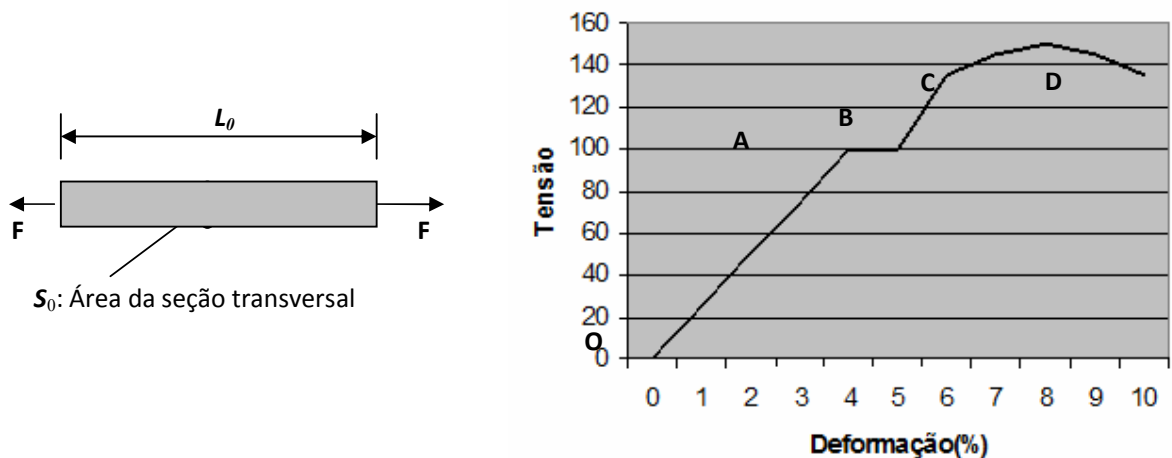 L₀
F
F
S₀: Área da seção transversal
Tensão
160
140
120
100
80
60
40
20
0
O
A
B
C
D
0 1 2 3 4 5 6 7 8 9 10
Deformação(%)